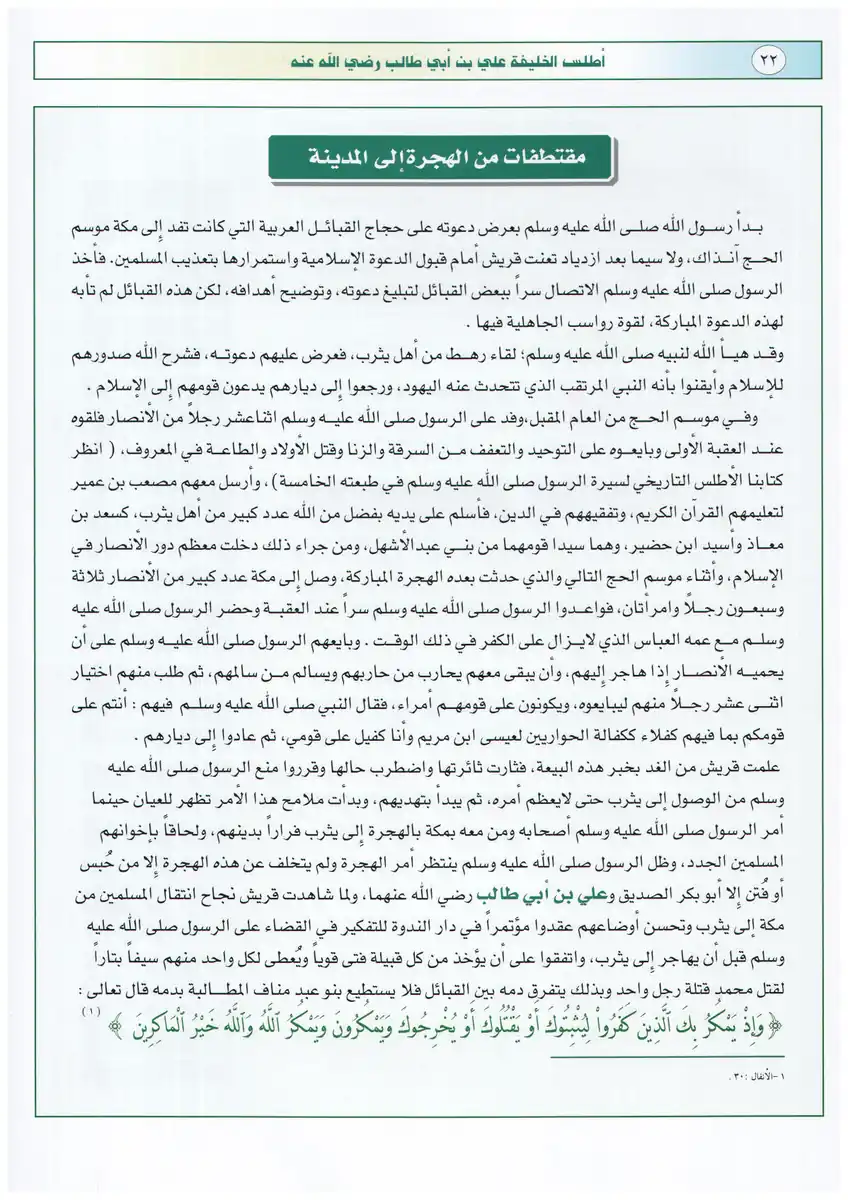 ٢٢
أطلس الخليفة علي بن أبي طالب رضي الله عنه
مقتطفات من الهجرة إلى المدينة
بدأ رسول الله صلى الله عليه وسلم بعرض دعوته على حجاج القبائل العربية التي كانت تفد إلى مكة موسم
الحج آنذاك، ولا سيما بعد ازدياد تعنت قريش أمام قبول الدعوة الإسلامية واستمرارها بتعذيب المسلمين. فأخذ
الرسول صلى الله عليه وسلم الاتصال سراً ببعض القبائل لتبليغ دعوته، وتوضيح أهدافه، لكن هذه القبائل لم تأبه
لهذه الدعوة المباركة، لقوة رواسب الجاهلية فيها .
وقد هيأ الله لنبيه صلى الله عليه وسلم؛ لقاء رهط من أهل يثرب، فعرض عليهم دعوته، فشرح الله صدورهم
للإسلام وأيقنوا بأنه النبي المرتقب الذي تتحدث عنه اليهود، ورجعوا إلى ديارهم يدعون قومهم إلى الإسلام .
وفي موسم الحج من العام المقبل،وفد على الرسول صلى الله عليه وسلم اثناعشر رجلاً من الأنصار فلقوه
عند العقبة الأولى وبايعوه على التوحيد والتعفف من السرقة والزنا وقتل الأولاد والطاعة في المعروف، ( انظر
كتابنا الأطلس التاريخي لسيرة الرسول صلى الله عليه وسلم في طبعته الخامسة)، وأرسل معهم مصعب بن عمير
لتعليمهم القرآن الكريم، وتفقيههم في الدين، فأسلم على يديه بفضل من الله عدد كبير من أهل يثرب، كسعد بن
معاذ وأسيد ابن حضير، وهما سيدا قومهما من بني عبدالأشهل، ومن جراء ذلك دخلت معظم دور الأنصار في
الإسلام، وأثناء موسم الحج التالي والذي حدثت بعده الهجرة المباركة، وصل إلى مكة عدد كبير من الأنصار ثلاثة
وسبعون رجلاً وامرأتان، فواعدوا الرسول صلى الله عليه وسلم سراً عند العقبة وحضر الرسول صلى الله عليه
وسلم مع عمه العباس الذي لايزال على الكفر في ذلك الوقت . وبايعهم الرسول صلى الله عليه وسلم على أن
يحميه الأنصار إذا هاجر إليهم، وأن يبقى معهم يحارب من حاربهم ويسالم من سالمهم، ثم طلب منهم اختيار
اثنى عشر رجلاً منهم ليبايعوه، ويكونون على قومهم أمراء، فقال النبي صلى الله عليه وسلم فيهم : أنتم على
قومكم بما فيهم كفلاء ككفالة الحواريين لعيسى ابن مريم وأنا كفيل على قومي، ثم عادوا إلى ديارهم .
علمت قريش من الغد بخبر هذه البيعة، فثارت ثائرتها واضطرب حالها وقرروا منع الرسول صلى الله عليه
وسلم من الوصول إلى يثرب حتى لايعظم أمره، ثم يبدأ بتهديهم، وبدأت ملامح هذا الأمر تظهر للعيان حينما
أمر الرسول صلى الله عليه وسلم أصحابه ومن معه بمكة بالهجرة إلى يثرب فراراً بدينهم، ولحاقاً بإخوانهم
المسلمين الجدد، وظل الرسول صلى الله عليه وسلم ينتظر أمر الهجرة ولم يتخلف عن هذه الهجرة إلا من حُبس
أو فُتن إلا أبو بكر الصديق وعلي بن أبي طالب رضي الله عنهما، ولما شاهدت قريش نجاح انتقال المسلمين من
مكة إلى يثرب وتحسن أوضاعهم عقدوا مؤتمراً في دار الندوة للتفكير في القضاء على الرسول صلى الله عليه
وسلم قبل أن يهاجر إلى يثرب، واتفقوا على أن يؤخذ من كل قبيلة فتى قوياً ويُعطى لكل واحد منهم سيفاً بتاراً
لقتل محمد قتلة رجل واحد وبذلك يتفرق دمه بين القبائل فلا يستطيع بنو عبد مناف المطالبة بدمه قال تعالى :
﴿ وَإِذْ يَمْكُرُ بِكَ ٱلَّذِينَ كَفَرُواْ لِيُثْبِتُوكَ أَوْ يَقْتُلُوكَ أَوْ يُخْرِجُوكَ وَيَمْكُرُونَ وَيَمْكُرُ ٱللَّهُ وَٱللَّهُ خَيْرُ ٱلْمَاكِرِينَ ﴾ (١)
١ -الأنفال : ٣٠ .